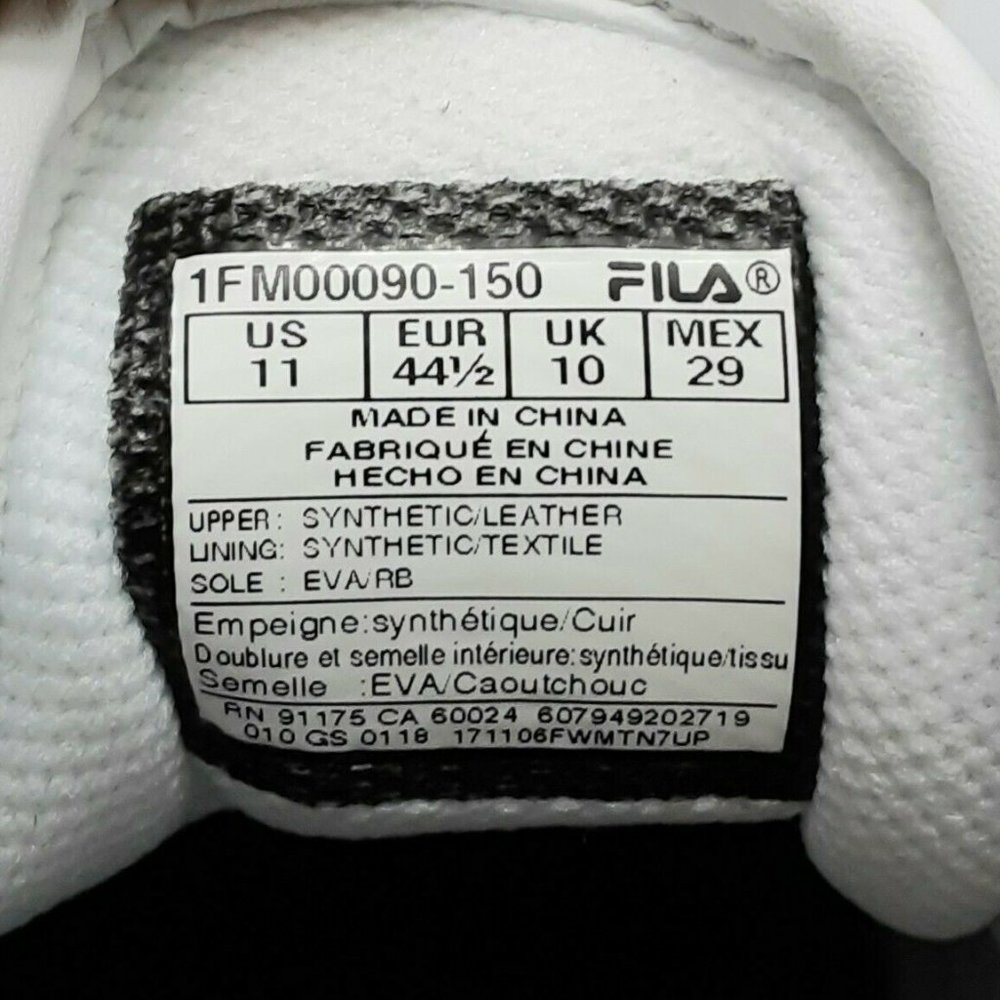 1FM00090-150 FILA®
US EUR UK MEX
11 44½ 10 29
MADE IN CHINA
FABRIQUÉ EN CHINE
HECHO EN CHINA
UPPER: SYNTHETIC/LEATHER
LINING: SYNTHETIC/TEXTILE
SOLE : EVA/RB
Empeigne:synthétique/Cuir
Doublure et semelle intérieure:synthétique/tissu
Semelle :EVA/Caoutchouc
RN 91175 CA 60024 607949202719
010 GS 0118 171106FWMTN7UP